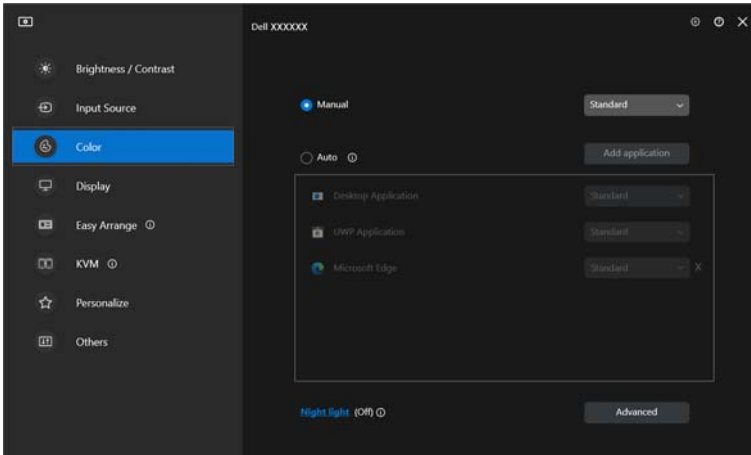 Dell XXXXXX
Brightness / Contrast
Input Source
Color
Display
Easy Arrange
KVM
Personalize
Others
Manual
Standard
Auto
Add application
Desktop Application
Standard
UWP Application
Standard
Microsoft Edge
Standard
X
Night light (Off)
Advanced